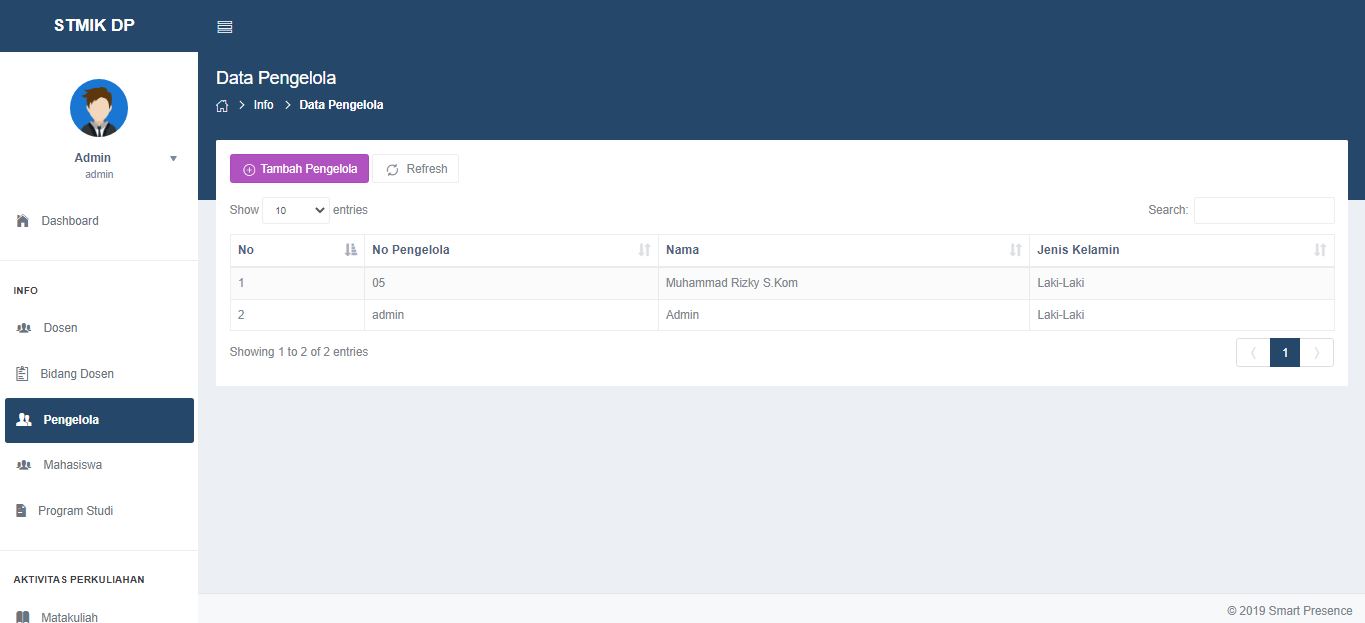 STMIK DP
Admin
admin
Dashboard
INFO
Dosen
Bidang Dosen
Pengelola
Mahasiswa
Program Studi
AKTIVITAS PERKULIAHAN
Matakuliah
Data Pengelola
Info Data Pengelola
Tambah Pengelola Refresh
Show 10 entries Search:
No No Pengelola Nama Jenis Kelamin
1 05 Muhammad Rizky S.Kom Laki-Laki
2 admin Admin Laki-Laki
Showing 1 to 2 of 2 entries 1
© 2019 Smart Presence